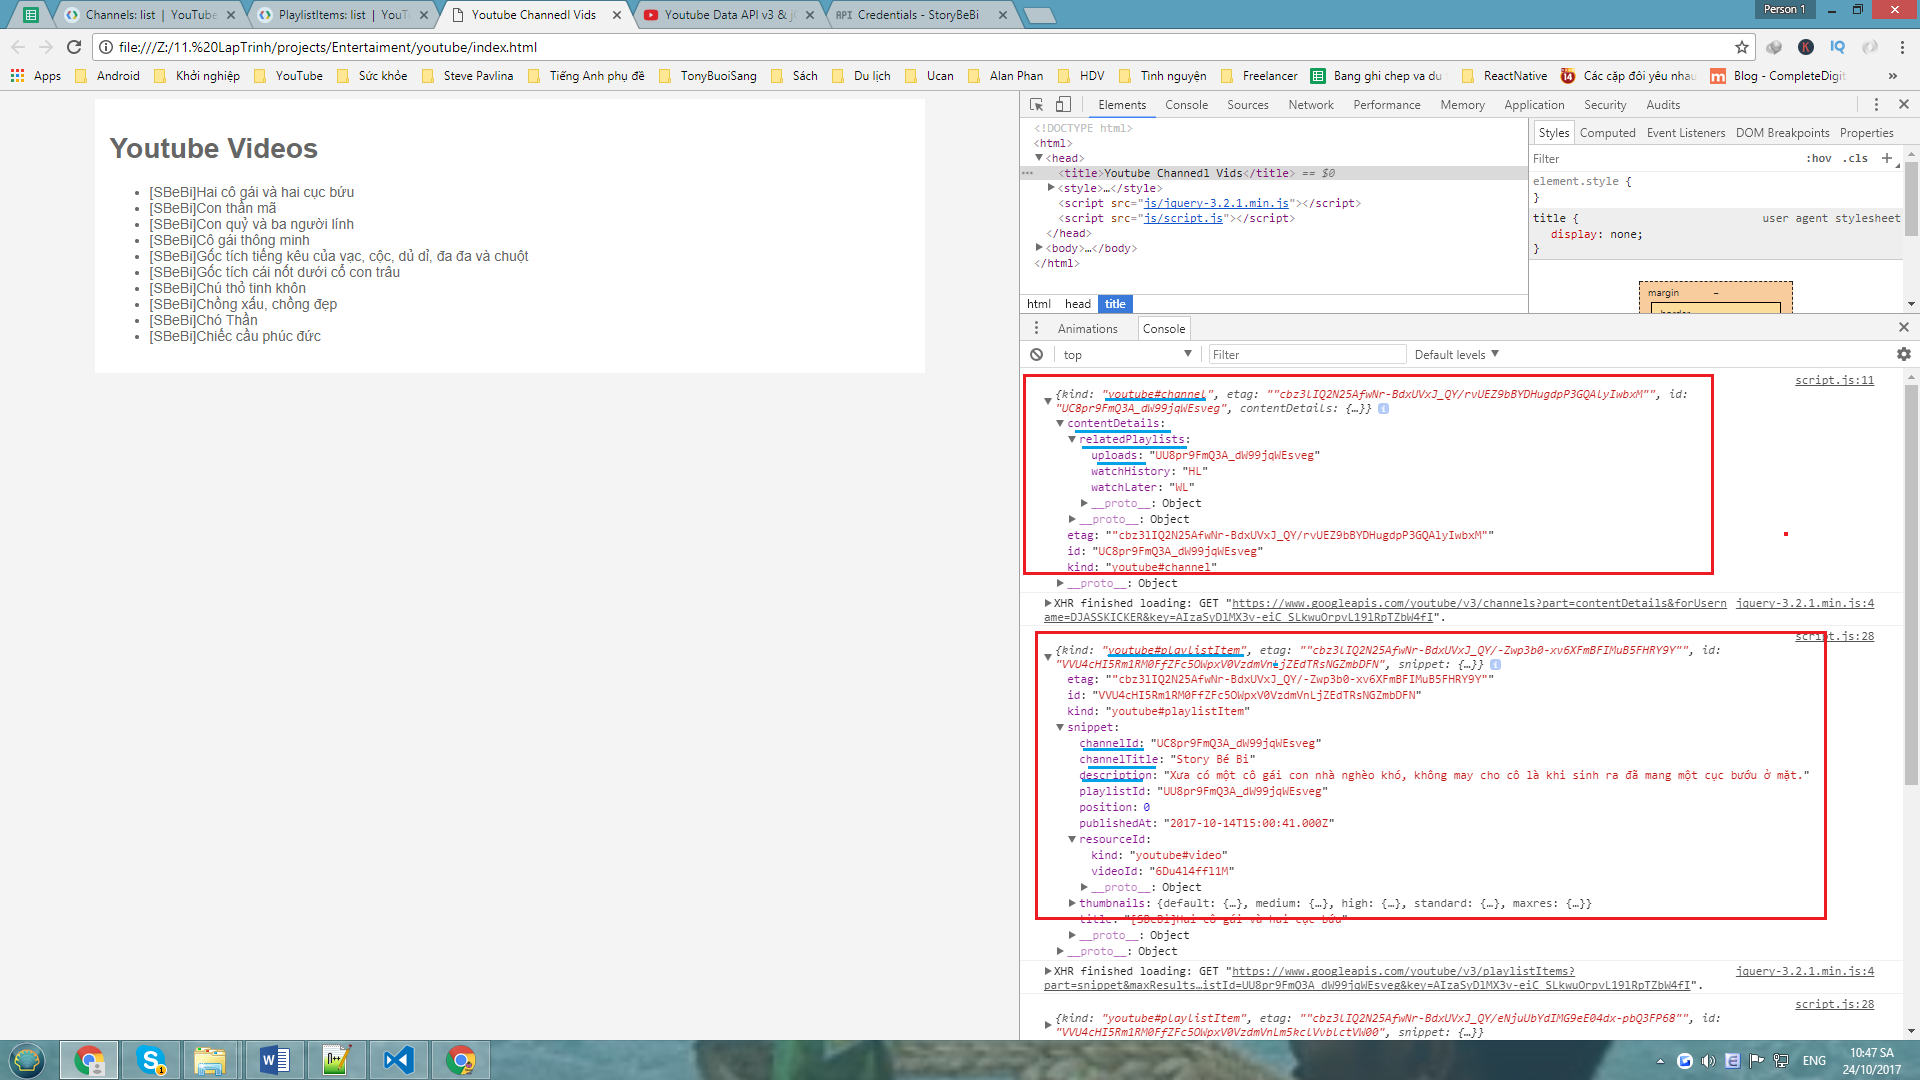 Channels: list | YouTube
PlaylistItems: list | YouT
Youtube Channedl Vids
Youtube Data API v3 & j
API Credentials - StoryBeBi
Person 1
file:///Z:/11.%20LapTrinh/projects/Entertaiment/youtube/index.html
Apps Android Khởi nghiệp YouTube Sức khỏe Steve Pavlina Tiếng Anh phụ đề TonyBuoiSang Sách Du lịch Ucan Alan Phan HDV Tình nguyện Freelancer Bang ghi chep va du ReactNative Các cặp đôi yêu nhau Blog - CompleteDigit »
Youtube Videos
• [SBeBi]Hai cô gái và hai cục bứu
• [SBeBi]Con thần mã
• [SBeBi]Con quỷ và ba người lính
• [SBeBi]Cô gái thông minh
• [SBeBi]Gốc tích tiếng kêu của vạc, cộc, dủ dỉ, đa đa và chuột
• [SBeBi]Gốc tích cái nốt dưới cổ con trâu
• [SBeBi]Chú thỏ tinh khôn
• [SBeBi]Chồng xấu, chồng đẹp
• [SBeBi]Chó Thần
• [SBeBi]Chiếc cầu phúc đức
Elements Console Sources Network Performance Memory Application Security Audits
<!DOCTYPE html>
<html>
<head>
<title>Youtube Channedl Vids</title> == $0
<style>…</style>
<script src="js/jquery-3.2.1.min.js"></script>
<script src="js/script.js"></script>
</head>
<body>…</body>
</html>
html head title
Styles Computed Event Listeners DOM Breakpoints Properties
Filter :hov .cls +
element.style {
}
title { user agent stylesheet
display: none;
}
margin –
border
Animations Console
top Filter Default levels
script.js:11
{kind: "youtube#channel", etag: ""cbz3lIQ2N25AfwNr-BdxUVxJ_QY/rvUEZ9bBYDHugdpP3GQAlyIwbxM"", id:
"UC8pr9FmQ3A_dW99jqWEsveg", contentDetails: {…}}
contentDetails:
relatedPlaylists:
uploads: "UU8pr9FmQ3A_dW99jqWEsveg"
watchHistory: "HL"
watchLater: "WL"
__proto__: Object
__proto__: Object
etag: ""cbz3lIQ2N25AfwNr-BdxUVxJ_QY/rvUEZ9bBYDHugdpP3GQAlyIwbxM""
id: "UC8pr9FmQ3A_dW99jqWEsveg"
kind: "youtube#channel"
__proto__: Object
XHR finished loading: GET "https://www.googleapis.com/youtube/v3/channels?part=contentDetails&forUsern jquery-3.2.1.min.js:4
ame=DJASSKICKER&key=AIzaSyDlMX3v-eiC_SLkwuOrpvL19lRpTZbW4fI".
script.js:28
{kind: "youtube#playlistItem", etag: ""cbz3lIQ2N25AfwNr-BdxUVxJ_QY/-Zwp3b0-xv6XFmBFIMuB5FHRY9Y"", id:
"VVU4cHI5Rm1RM0FfZFc5OWpxV0VzdmVnLjZEdTRsNGZmbDFN", snippet: {…}}
etag: ""cbz3lIQ2N25AfwNr-BdxUVxJ_QY/-Zwp3b0-xv6XFmBFIMuB5FHRY9Y""
id: "VVU4cHI5Rm1RM0FfZFc5OWpxV0VzdmVnLjZEdTRsNGZmbDFN"
kind: "youtube#playlistItem"
snippet:
channelId: "UC8pr9FmQ3A_dW99jqWEsveg"
channelTitle: "Story Bé Bi"
description: "Xưa có một cô gái con nhà nghèo khó, không may cho cô là khi sinh ra đã mang một cục bướu ở mặt."
playlistId: "UU8pr9FmQ3A_dW99jqWEsveg"
position: 0
publishedAt: "2017-10-14T15:00:41.000Z"
resourceId:
kind: "youtube#video"
videoId: "6Du4l4ffl1M"
__proto__: Object
thumbnails: {default: {…}, medium: {…}, high: {…}, standard: {…}, maxres: {…}}
title: "[SBeBi]Hai cô gái và hai cục bứu"
__proto__: Object
__proto__: Object
XHR finished loading: GET "https://www.googleapis.com/youtube/v3/playlistItems? jquery-3.2.1.min.js:4
part=snippet&maxResults…istId=UU8pr9FmQ3A_dW99jqWEsveg&key=AIzaSyDlMX3v-eiC_SLkwuOrpvL19lRpTZbW4fI".
script.js:28
{kind: "youtube#playlistItem", etag: ""cbz3lIQ2N25AfwNr-BdxUVxJ_QY/eNjuUbYdIMG9eE04dx-pbQ3FP68"", id:
"VVU4cHI5Rm1RM0FfZFc5OWpxV0VzdmVnLm5kclVvblctVW00", snippet: {…}}
ENG
10:47 SA
24/10/2017